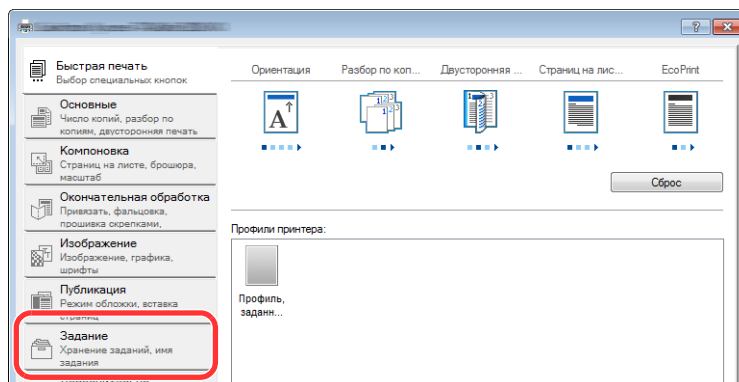 Быстрая печать
Выбор специальных кнопок
Основные
Число копий, разбор по
копиям, двусторонняя печать
Компоновка
Страниц на листе, брошюра,
масштаб
Окончательная обработка
Привязать, фальцовка,
прошивка скрепками,
Изображение
Изображение, графика,
шрифты
Публикация
Режим обложки, вставка
страниц
Задание
Хранение заданий, имя
задания
Ориентация Разбор по коп... Двусторонняя ... Страниц на лис... EcoPrint
Сброс
Профили принтера:
Профиль,
заданн...